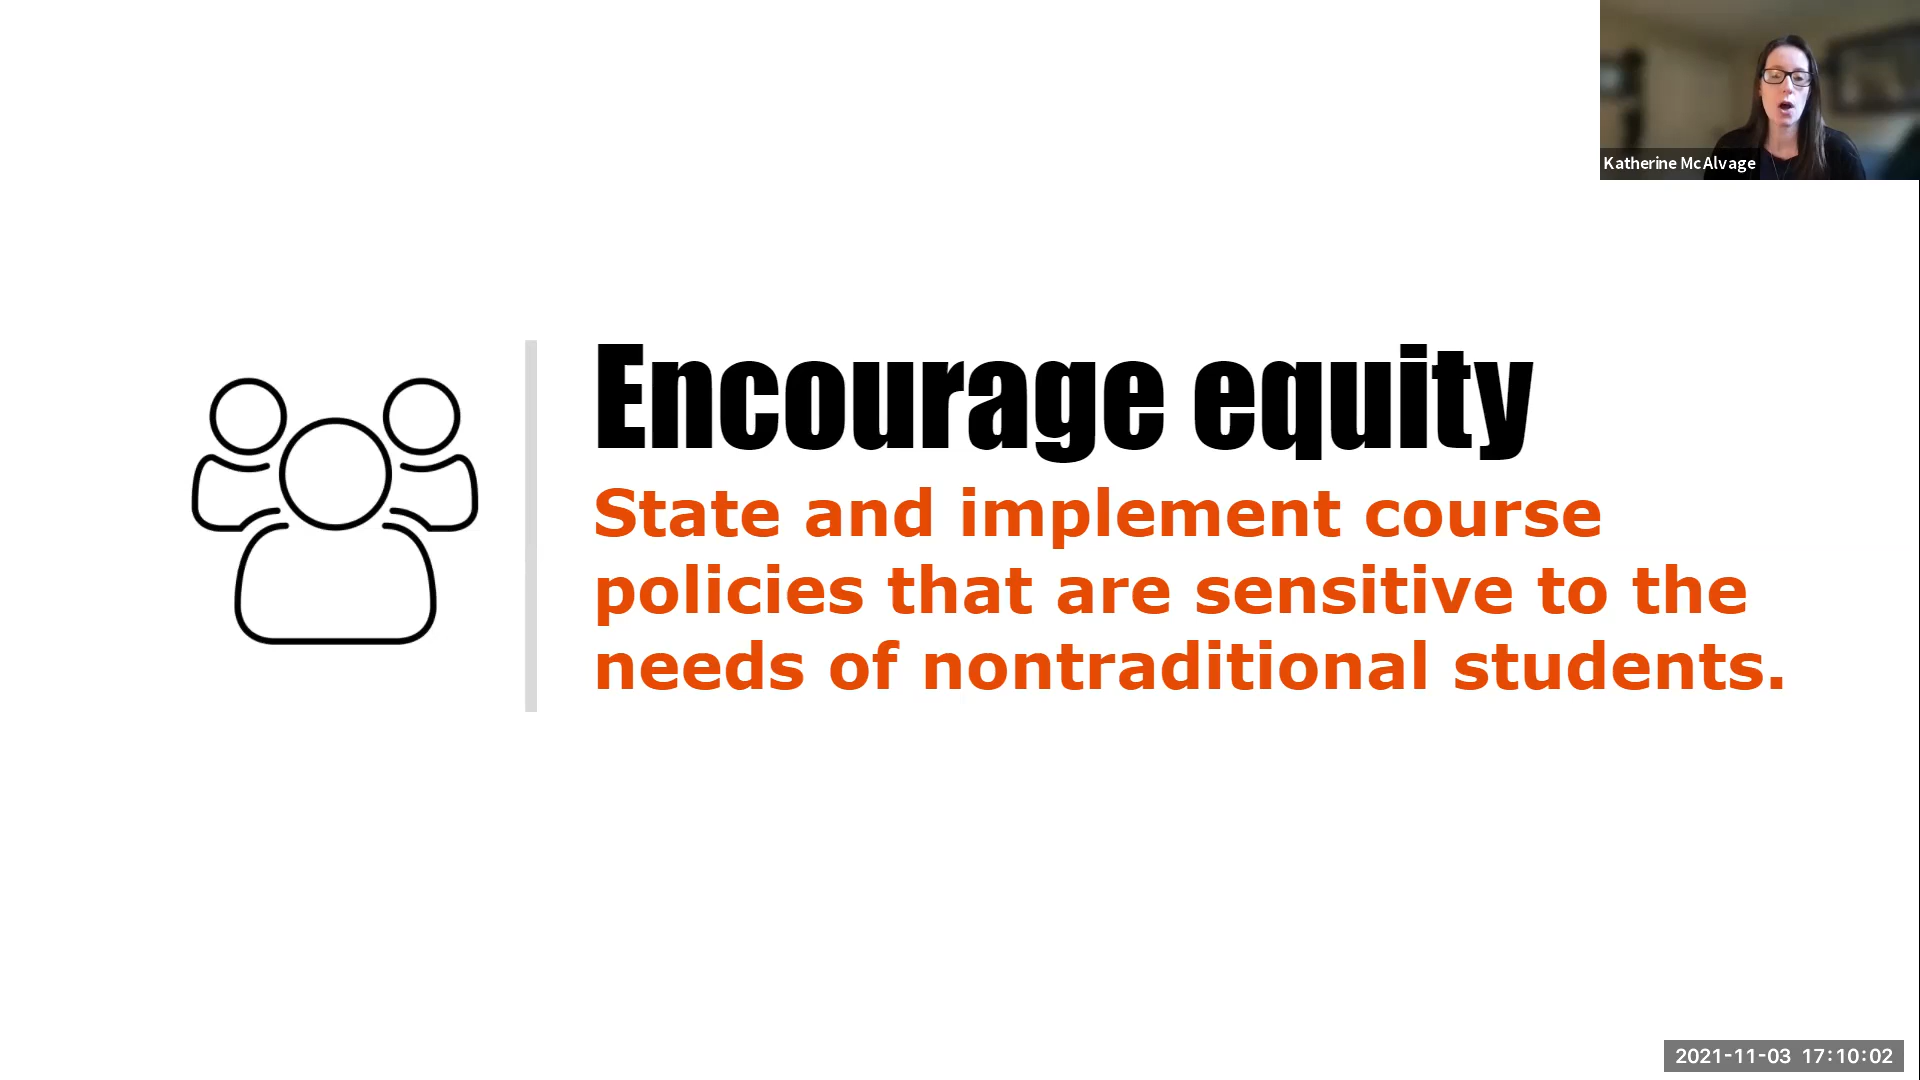 Katherine McAlvage
Encourage equity
State and implement course
policies that are sensitive to the
needs of nontraditional students.
2021-11-03 17:10:02